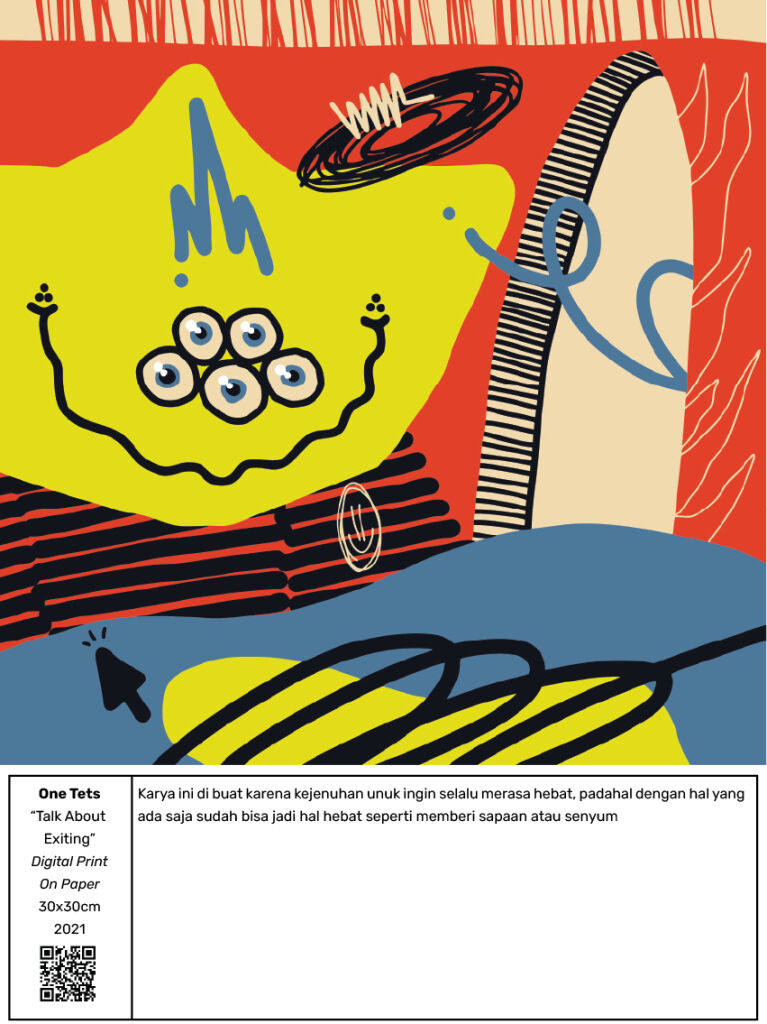 One Tets
“Talk About
Exiting”
Digital Print
On Paper
30x30cm
2021
Karya ini di buat karena kejenuhan unuk ingin selalu merasa hebat, padahal dengan hal yang
ada saja sudah bisa jadi hal hebat seperti memberi sapaan atau senyum